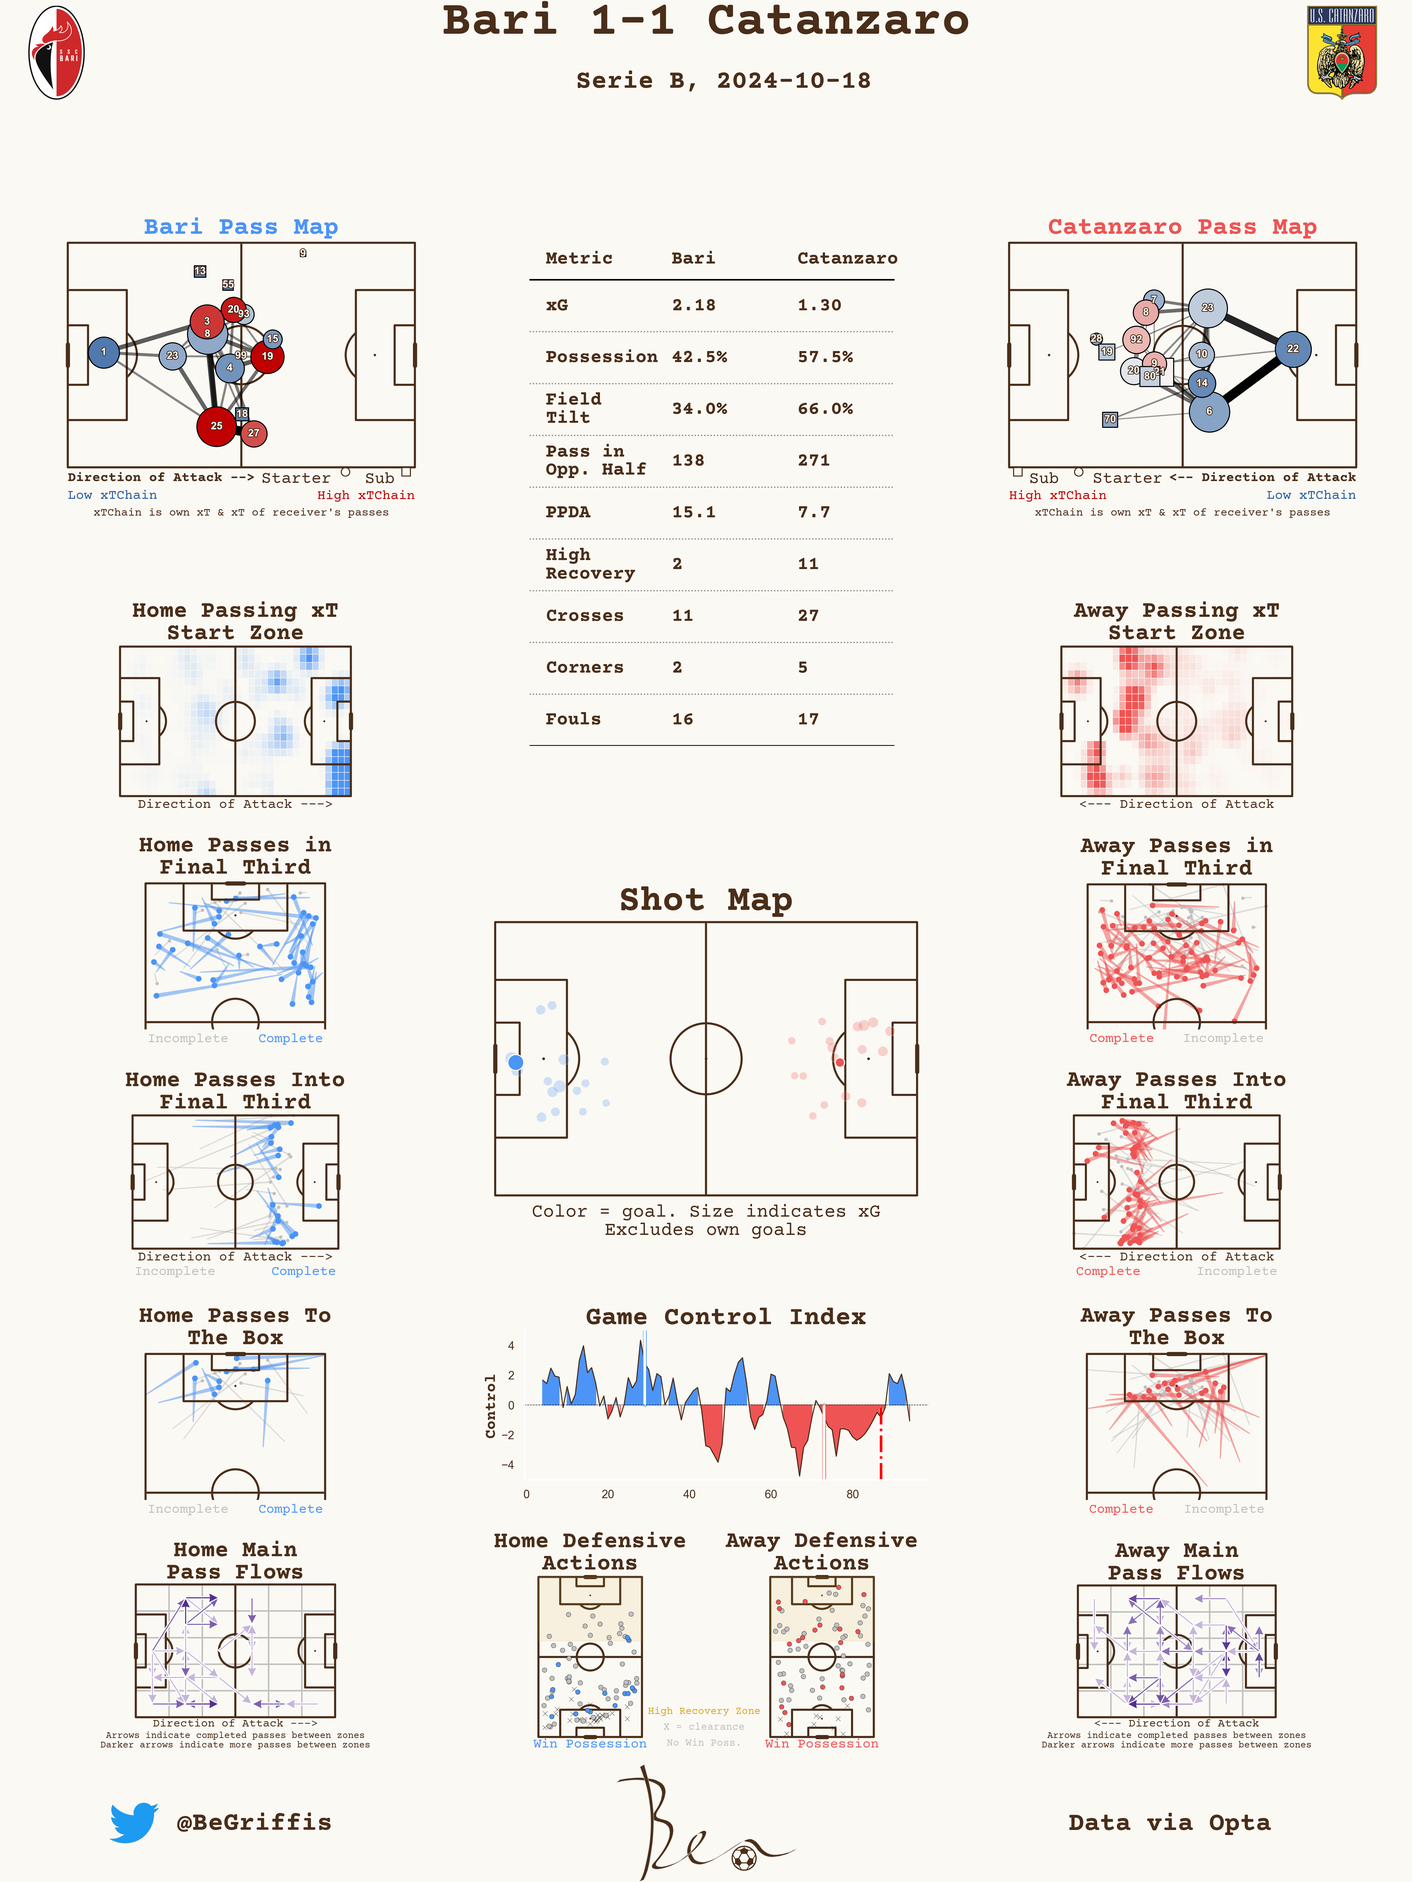 Bari 1-1 Catanzaro
Serie B, 2024-10-18
SSC
BARI
U.S. CATANZARO
Bari Pass Map
9
13
55
20
93
3
8
15
1
23
99
19
4
18
25
27
Direction of Attack --> Starter Sub
Low xTChain High xTChain
xTChain is own xT & xT of receiver's passes
Metric Bari Catanzaro
xG 2.18 1.30
Possession 42.5% 57.5%
Field
Tilt 34.0% 66.0%
Pass in
Opp. Half 138 271
PPDA 15.1 7.7
High
Recovery 2 11
Crosses 11 27
Corners 2 5
Fouls 16 17
Catanzaro Pass Map
7
8
23
28
92
19
10
22
9
20
80
21
14
70
6
Sub Starter <-- Direction of Attack
High xTChain Low xTChain
xTChain is own xT & xT of receiver's passes
Home Passing xT
Start Zone
Direction of Attack --->
Away Passing xT
Start Zone
<--- Direction of Attack
Home Passes in
Final Third
Incomplete Complete
Away Passes in
Final Third
Complete Incomplete
Shot Map
Color = goal. Size indicates xG
Excludes own goals
Home Passes Into
Final Third
Direction of Attack --->
Incomplete Complete
Away Passes Into
Final Third
<--- Direction of Attack
Complete Incomplete
Home Passes To
The Box
Incomplete Complete
Game Control Index
Control
4
2
0
−2
−4
0 20 40 60 80
Away Passes To
The Box
Complete Incomplete
Home Main
Pass Flows
Direction of Attack --->
Arrows indicate completed passes between zones
Darker arrows indicate more passes between zones
Home Defensive
Actions
Win Possession
Away Defensive
Actions
Win Possession
High Recovery Zone
X = clearance
No Win Poss.
Away Main
Pass Flows
<--- Direction of Attack
Arrows indicate completed passes between zones
Darker arrows indicate more passes between zones
@BeGriffis
Ben
Data via Opta